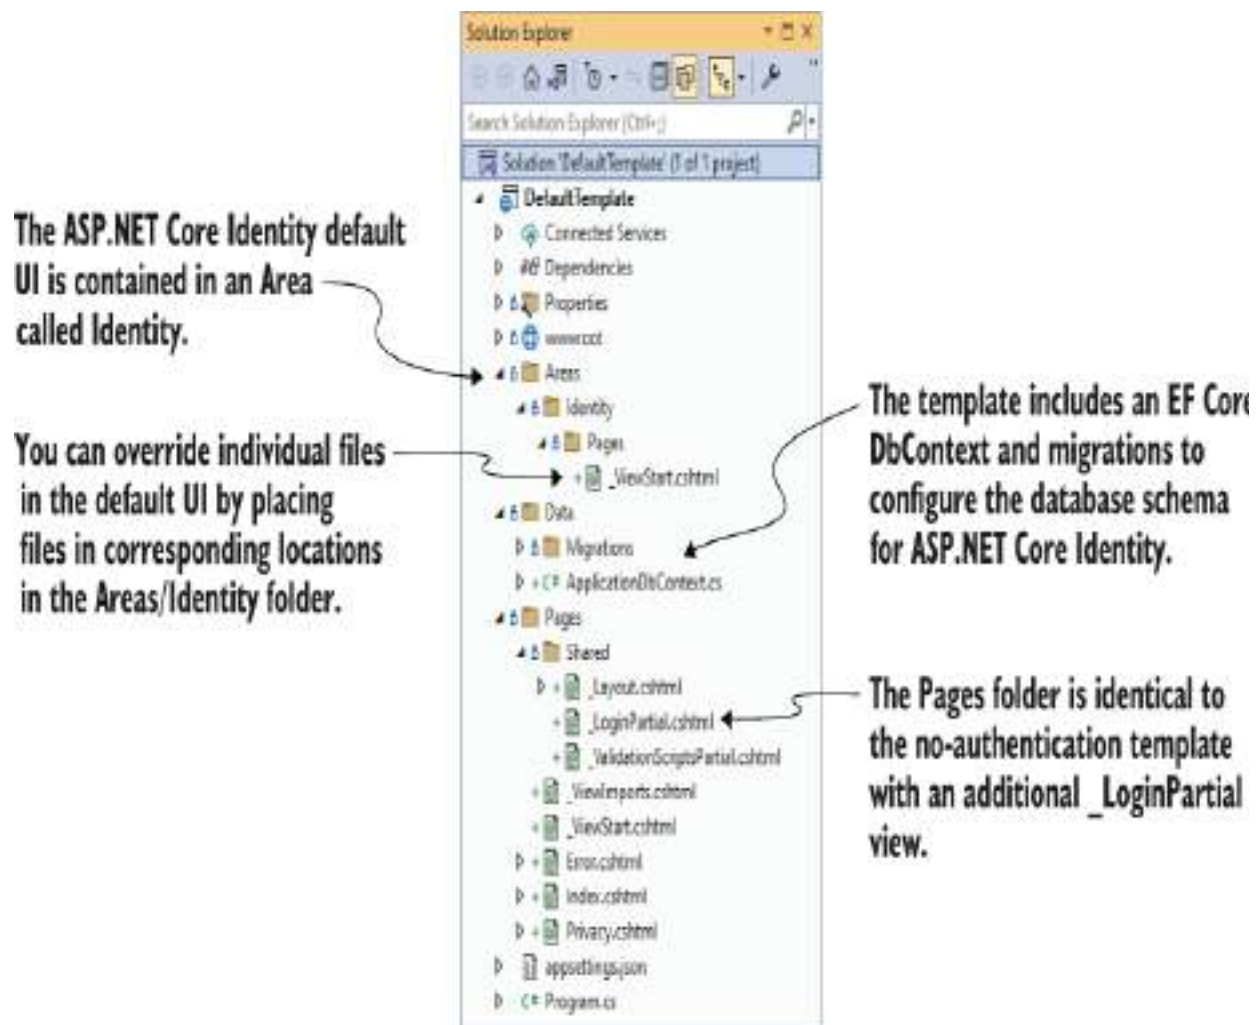 Solution Explorer
Search Solution Explorer (Ctrl+;)
Solution 'DefaultTemplate' (1 of 1 project)
DefaultTemplate
Connected Services
Dependencies
Properties
wwwroot
Areas
Identity
Pages
_ViewStart.cshtml
Data
Migrations
ApplicationDbContext.cs
Pages
Shared
_Layout.cshtml
_LoginPartial.cshtml
_ValidationScriptsPartial.cshtml
_ViewImports.cshtml
_ViewStart.cshtml
Error.cshtml
Index.cshtml
Privacy.cshtml
appsettings.json
C# Program.cs
The ASP.NET Core Identity default
UI is contained in an Area
called Identity.
You can override individual files
in the default UI by placing
files in corresponding locations
in the Areas/Identity folder.
The template includes an EF Core
DbContext and migrations to
configure the database schema
for ASP.NET Core Identity.
The Pages folder is identical to
the no-authentication template
with an additional _LoginPartial
view.